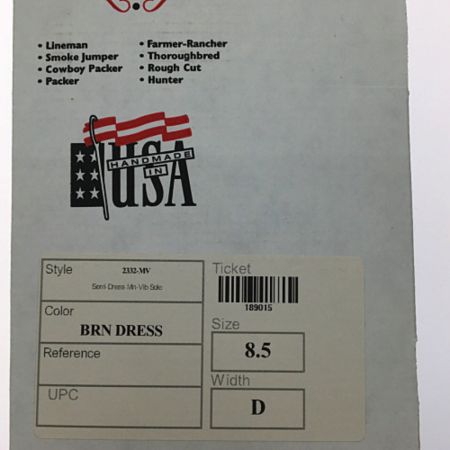 • Lineman
• Smoke Jumper
• Cowboy Packer
• Packer
• Farmer-Rancher
• Thoroughbred
• Rough Cut
• Hunter
HANDMADE
IN
USA
Style
2332-MV
Semi-Dress-Mn-Vib Sole
Color
BRN DRESS
Reference
UPC
Ticket
189015
Size
8.5
Width
D